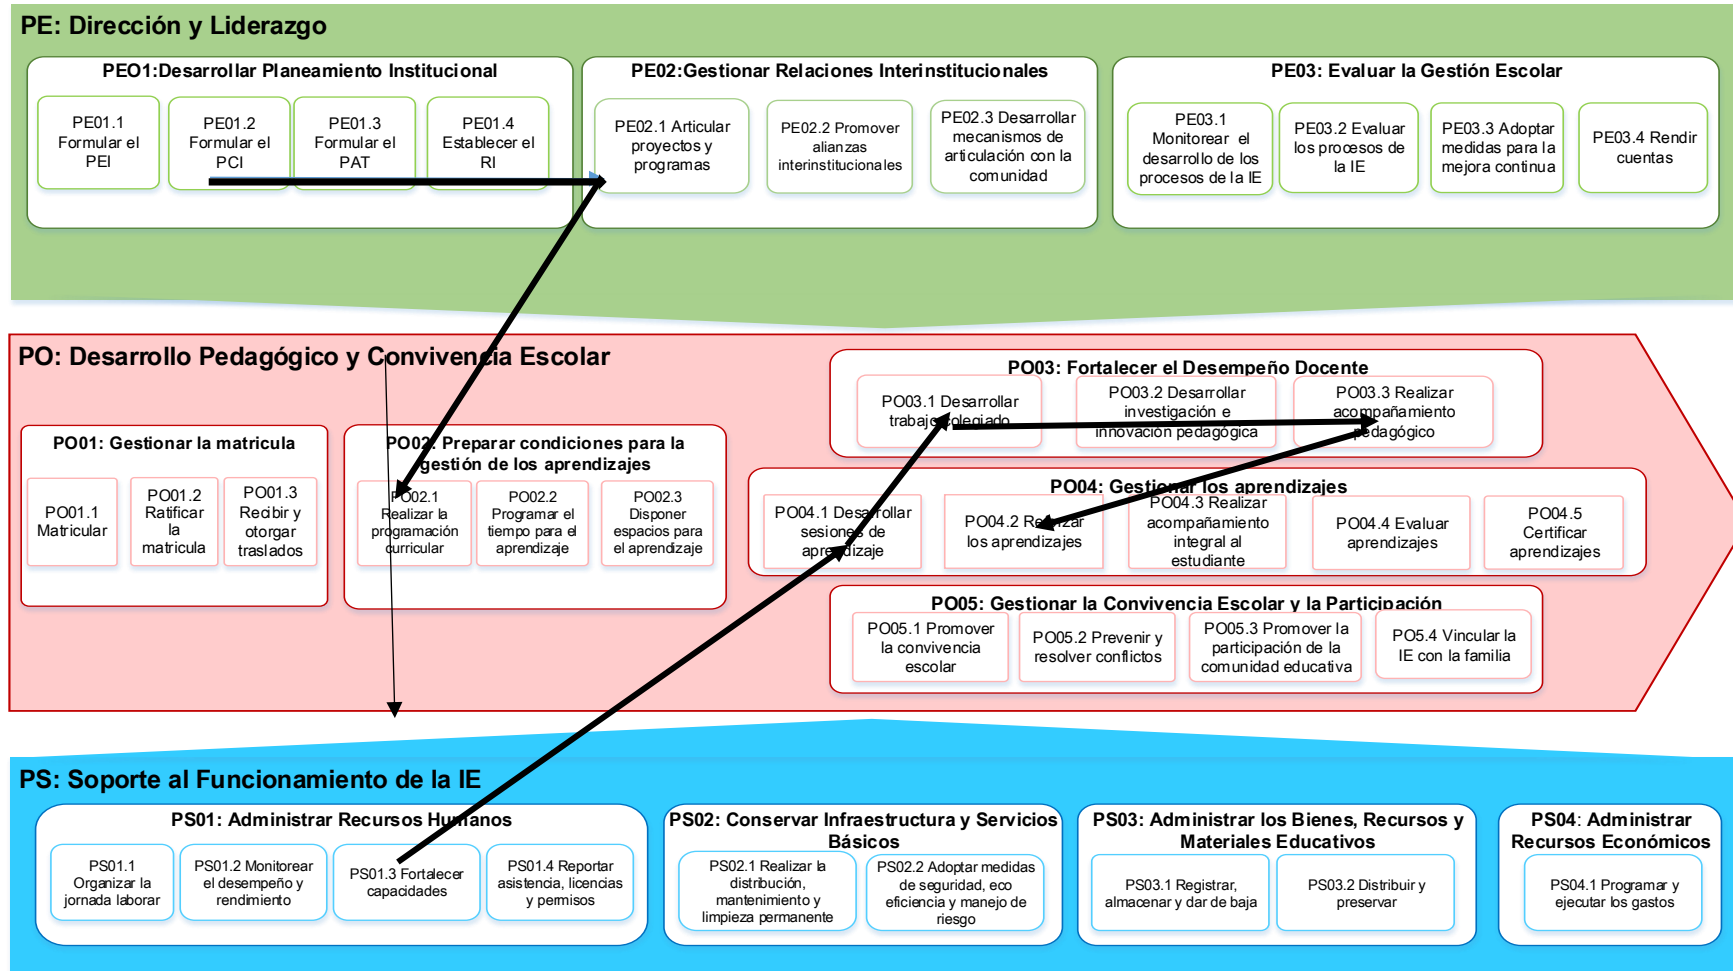 PE: Dirección y Liderazgo
PEO1:Desarrollar Planeamiento Institucional
PE01.1
Formular el
PEI
PE01.2
Formular el
PCI
PE01.3
Formular el
PAT
PE01.4
Establecer el
RI
PE02:Gestionar Relaciones Interinstitucionales
PE02.1 Articular
proyectos y
programas
PE02.2 Promover
alianzas
interinstitucionales
PE02.3 Desarrollar
mecanismos de
articulación con la
comunidad
PE03: Evaluar la Gestión Escolar
PE03.1
Monitorear el
desarrollo de los
procesos de la IE
PE03.2 Evaluar
los procesos de
la IE
PE03.3 Adoptar
medidas para la
mejora continua
PE03.4 Rendir
cuentas
PO: Desarrollo Pedagógico y Convivencia Escolar
PO01: Gestionar la matricula
PO01.1
Matricular
PO01.2
Ratificar
la
matricula
PO01.3
Recibir y
otorgar
traslados
PO02: Preparar condiciones para la
gestión de los aprendizajes
PO02.1
Realizar la
programación
curricular
PO02.2
Programar el
tiempo para el
aprendizaje
PO02.3
Disponer
espacios para
el aprendizaje
PO03: Fortalecer el Desempeño Docente
PO03.1 Desarrollar
trabajo colegiado
PO03.2 Desarrollar
investigación e
innovación pedagógica
PO03.3 Realizar
acompañamiento
pedagógico
PO04: Gestionar los aprendizajes
PO04.1 Desarrollar
sesiones de
aprendizaje
PO04.2 Realizar
los aprendizajes
PO04.3 Realizar
acompañamiento
integral al
estudiante
PO04.4 Evaluar
aprendizajes
PO04.5
Certificar
aprendizajes
PO05: Gestionar la Convivencia Escolar y la Participación
PO05.1 Promover
la convivencia
escolar
PO05.2 Prevenir y
resolver conflictos
PO05.3 Promover la
participación de la
comunidad educativa
PO5.4 Vincular la
IE con la familia
PS: Soporte al Funcionamiento de la IE
PS01: Administrar Recursos Humanos
PS01.1
Organizar la
jornada laborar
PS01.2 Monitorear
el desempeño y
rendimiento
PS01.3 Fortalecer
capacidades
PS01.4 Reportar
asistencia, licencias
y permisos
PS02: Conservar Infraestructura y Servicios
Básicos
PS02.1 Realizar la
distribución,
mantenimiento y
limpieza permanente
PS02.2 Adoptar medidas
de seguridad, eco
eficiencia y manejo de
riesgo
PS03: Administrar los Bienes, Recursos y
Materiales Educativos
PS03.1 Registrar,
almacenar y dar de baja
PS03.2 Distribuir y
preservar
PS04: Administrar
Recursos Económicos
PS04.1 Programar y
ejecutar los gastos